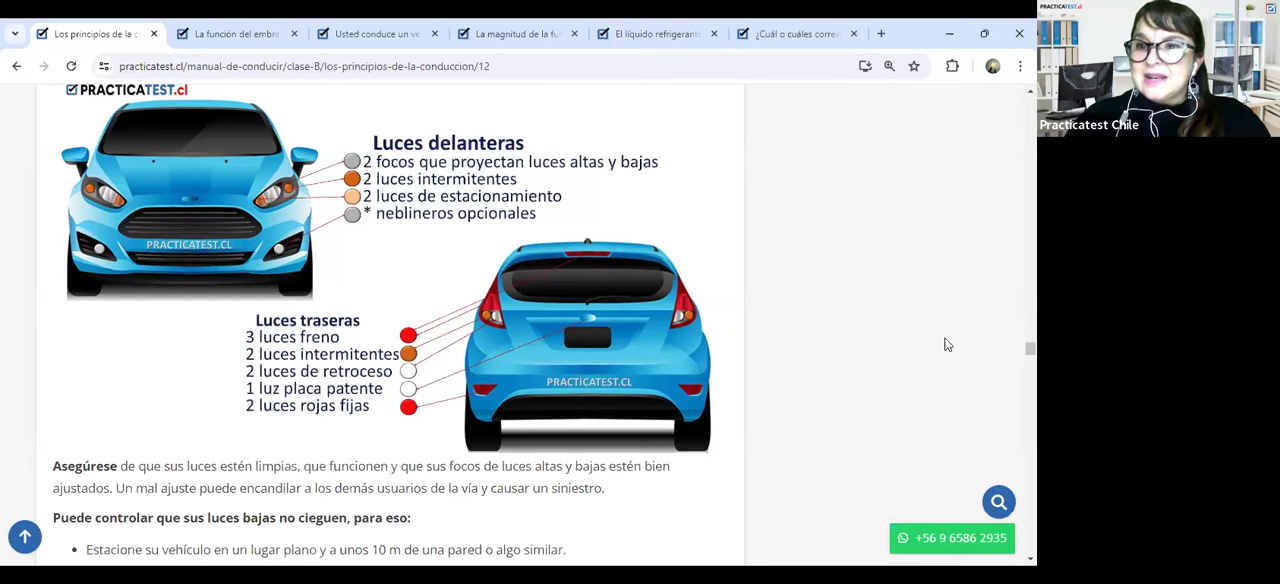 Los principios de la c
La función del embra
Usted conduce un ve
La magnitud de la fu
El líquido refrigerant
¿Cuál o cuáles corres
practicatest.cl/manual-de-conducir/clase-B/los-principios-de-la-conduccion/12
PRACTICATEST.cl
Practicatest Chile
PRACTICATEST.cl
Luces delanteras
2 focos que proyectan luces altas y bajas
2 luces intermitentes
2 luces de estacionamiento
* neblineros opcionales
PRACTICATEST.CL
Luces traseras
3 luces freno
2 luces intermitentes
2 luces de retroceso
1 luz placa patente
2 luces rojas fijas
PRACTICATEST.CL
Asegúrese de que sus luces estén limpias, que funcionen y que sus focos de luces altas y bajas estén bien
ajustados. Un mal ajuste puede encandilar a los demás usuarios de la vía y causar un siniestro.
Puede controlar que sus luces bajas no cieguen, para eso:
• Estacione su vehículo en un lugar plano y a unos 10 m de una pared o algo similar.
+56 9 6586 2935